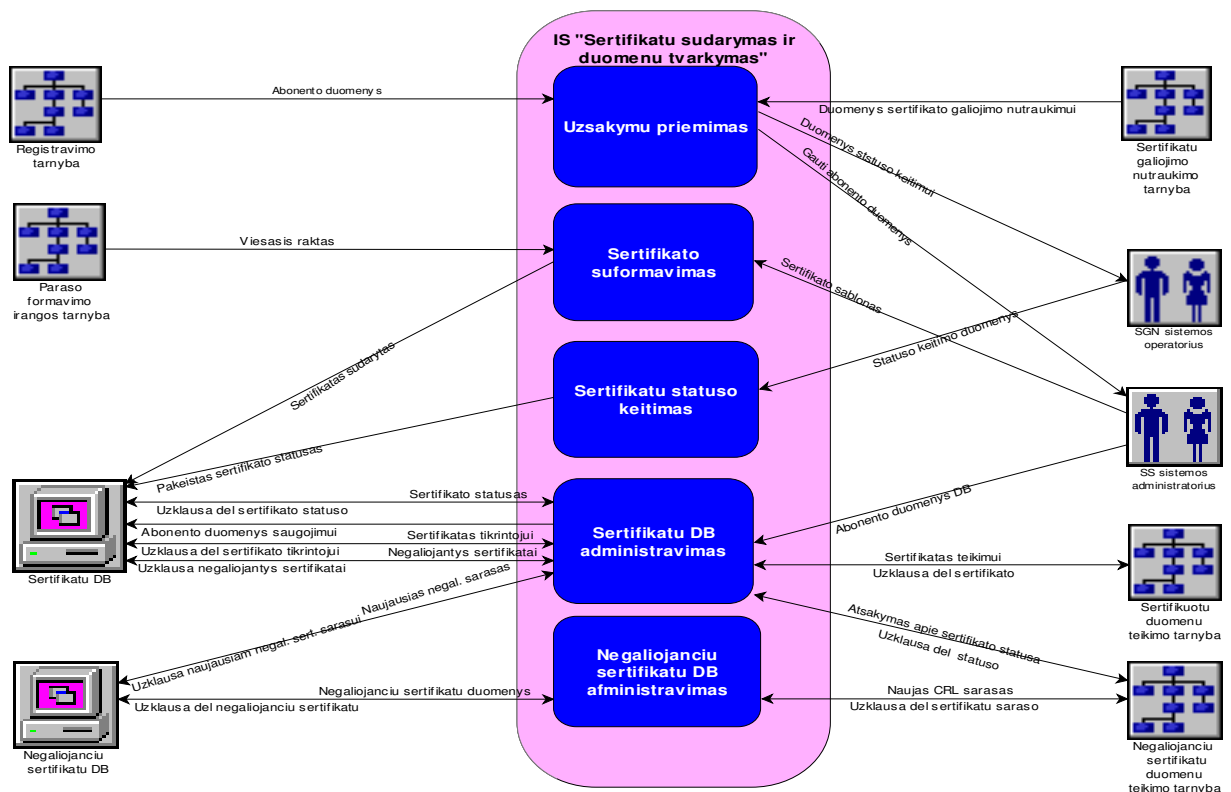 IS "Sertifikatu sudarymas ir
duomenu tvarkymas"
Abonento duomenys
Registravimo
tarnyba
Uzsakymu priemimas
Duomenys sertifikato galiojimo nutraukimui
Sertifikatu
galiojimo
nutraukimo
tarnyba
Duomenys ststuso keitimui
Gauti abonento duomenys
Viesasis raktas
Paraso
formavimo
irangos tarnyba
Sertifikato
suformavimas
Sertifikato sablonas
SGN sistemos
operatorius
Statuso keitimo duomenys
Sertifikatas sudarytas
Sertifikatu statuso
keitimas
Pakeistas sertifikato statusas
SS sistemos
administratorius
Abonento duomenys DB
Sertifikato statusas
Uzklausa del sertifikato statuso
Abonento duomenys saugojimui
Sertifikatas tikrintojui
Uzklausa del sertifikato tikrintojui
Negaliojantys sertifikatai
Uzklausa negaliojantys sertifikatai
Sertifikatu DB
Sertifikatu DB
administravimas
Sertifikatas teikimui
Uzklausa del sertifikato
Sertifikuotu
duomenu
teikimo tarnyba
Naujausias negal. sarasas
Uzklausa naujausiam negal. sert. sarasui
Atsakymas apie sertifikato statusa
Uzklausa del statuso
Negaliojanciu
sertifikatu DB
afministravimas
Negaliojanciu sertifikatu duomenys
Uzklausa del negaliojanciu sertifikatu
Negaliojanciu
sertifikatu DB
Naujas CRL sarasas
Uzklausa del sertifikatu saraso
Negaliojanciu
sertifikatu
duomenu
teikimo tarnyba